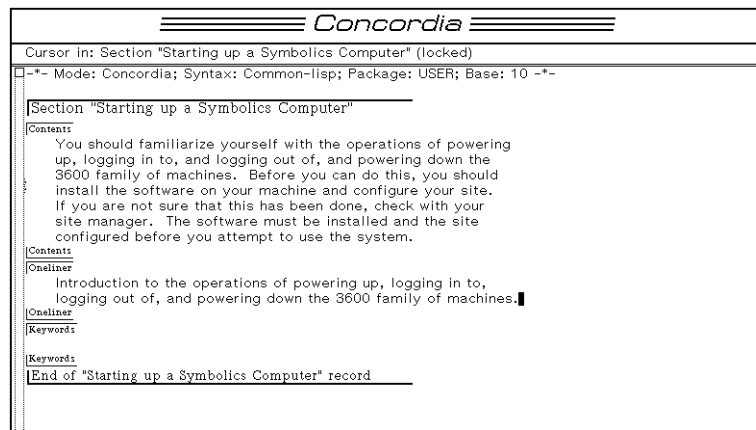 Concordia
Cursor in: Section "Starting up a Symbolics Computer" (locked)
-*- Mode: Concordia; Syntax: Common-lisp; Package: USER; Base: 10 -*-
Section "Starting up a Symbolics Computer"
Contents
You should familiarize yourself with the operations of powering
up, logging in to, and logging out of, and powering down the
3600 family of machines.  Before you can do this, you should
install the software on your machine and configure your site.
If you are not sure that this has been done, check with your
site manager.  The software must be installed and the site
configured before you attempt to use the system.
Contents
Oneliner
Introduction to the operations of powering up, logging in to,
logging out of, and powering down the 3600 family of machines.
Oneliner
Keywords
Keywords
End of "Starting up a Symbolics Computer" record